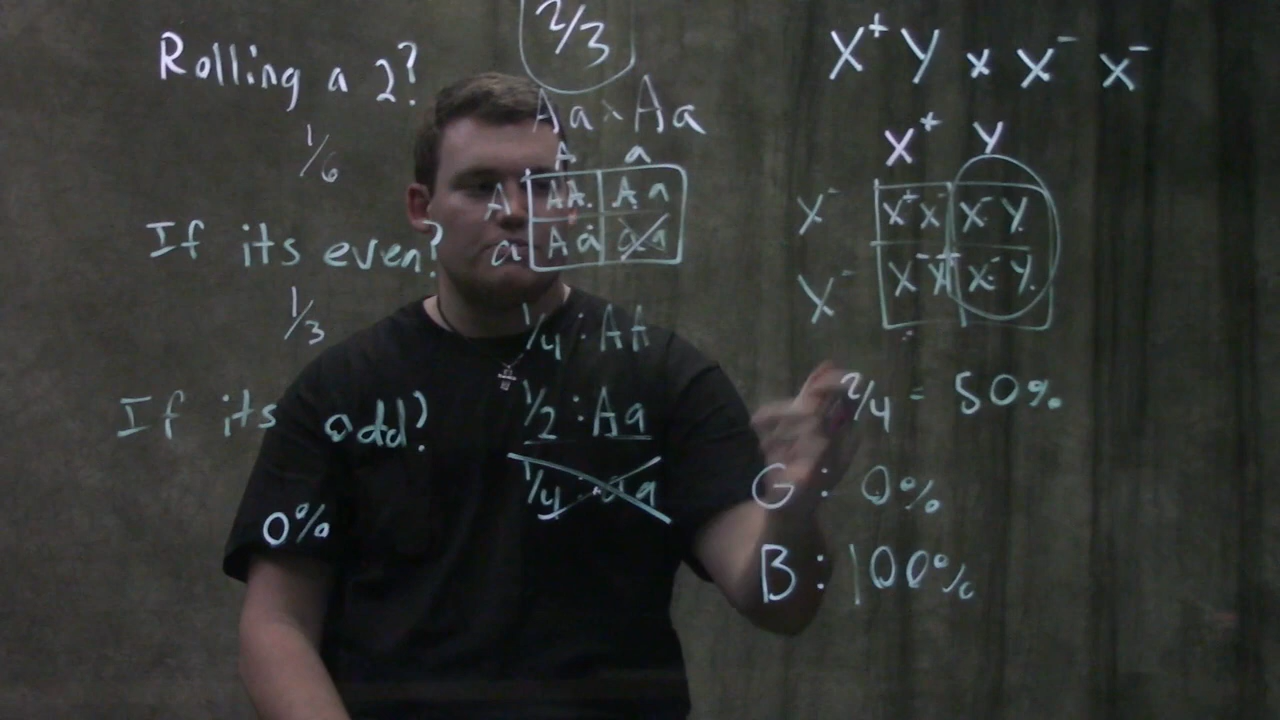 Rolling a 2?
1/6
If its even?
1/3
If its odd?
0%
2/3
Aa x Aa
A a
A AA Aa
a Aa aa
1/4 : AA
1/2 : Aa
1/4 : aa
X⁺ Y x X⁻ X⁻
X⁺ Y
X⁻ X⁺X⁻ X⁻Y
X⁻ X⁻X⁺ X⁻Y
2/4 = 50%
G : 0%
B : 100%